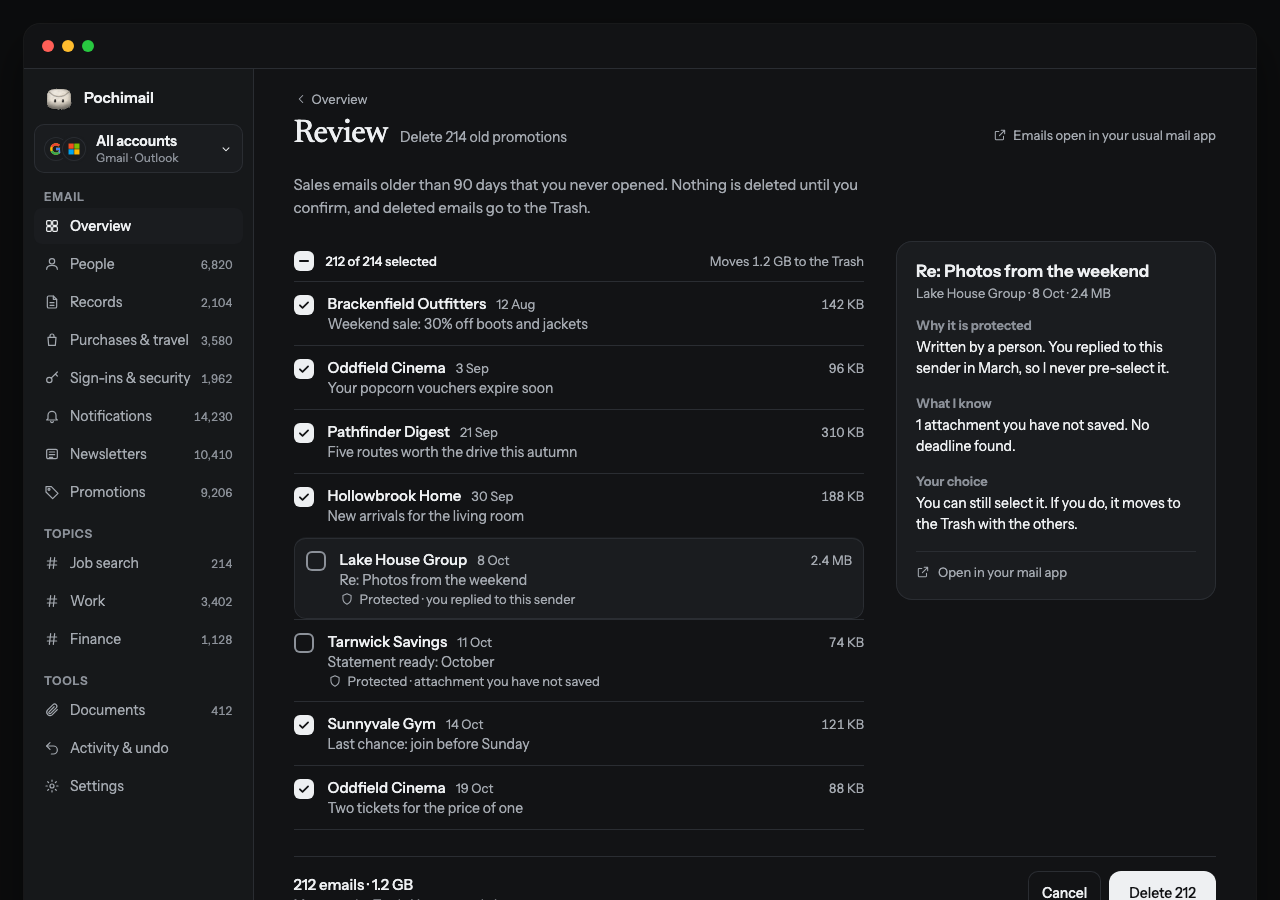 Pochimail
All accounts
Gmail · Outlook
EMAIL
Overview
People 6,820
Records 2,104
Purchases & travel 3,580
Sign-ins & security 1,962
Notifications 14,230
Newsletters 10,410
Promotions 9,206
TOPICS
# Job search 214
# Work 3,402
# Finance 1,128
TOOLS
Documents 412
Activity & undo
Settings
Overview
Review Delete 214 old promotions
Emails open in your usual mail app
Sales emails older than 90 days that you never opened. Nothing is deleted until you
confirm, and deleted emails go to the Trash.
212 of 214 selected Moves 1.2 GB to the Trash
Brackenfield Outfitters 12 Aug 142 KB
Weekend sale: 30% off boots and jackets
Oddfield Cinema 3 Sep 96 KB
Your popcorn vouchers expire soon
Pathfinder Digest 21 Sep 310 KB
Five routes worth the drive this autumn
Hollowbrook Home 30 Sep 188 KB
New arrivals for the living room
Lake House Group 8 Oct 2.4 MB
Re: Photos from the weekend
Protected · you replied to this sender
Tarnwick Savings 11 Oct 74 KB
Statement ready: October
Protected · attachment you have not saved
Sunnyvale Gym 14 Oct 121 KB
Last chance: join before Sunday
Oddfield Cinema 19 Oct 88 KB
Two tickets for the price of one
Re: Photos from the weekend
Lake House Group · 8 Oct · 2.4 MB
Why it is protected
Written by a person. You replied to this
sender in March, so I never pre-select it.
What I know
1 attachment you have not saved. No
deadline found.
Your choice
You can still select it. If you do, it moves to
the Trash with the others.
Open in your mail app
212 emails · 1.2 GB
Cancel
Delete 212